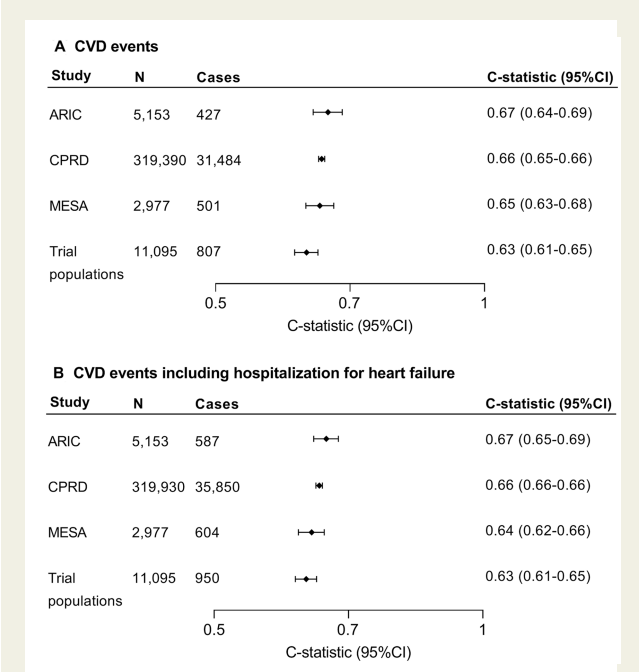 A CVD events
Study N Cases C-statistic (95%CI)
ARIC 5,153 427 0.67 (0.64-0.69)
CPRD 319,390 31,484 0.66 (0.65-0.66)
MESA 2,977 501 0.65 (0.63-0.68)
Trial 11,095 807 0.63 (0.61-0.65)
populations
0.5 0.7 1
C-statistic (95%CI)
B CVD events including hospitalization for heart failure
Study N Cases C-statistic (95%CI)
ARIC 5,153 587 0.67 (0.65-0.69)
CPRD 319,930 35,850 0.66 (0.66-0.66)
MESA 2,977 604 0.64 (0.62-0.66)
Trial 11,095 950 0.63 (0.61-0.65)
populations
0.5 0.7 1
C-statistic (95%CI)